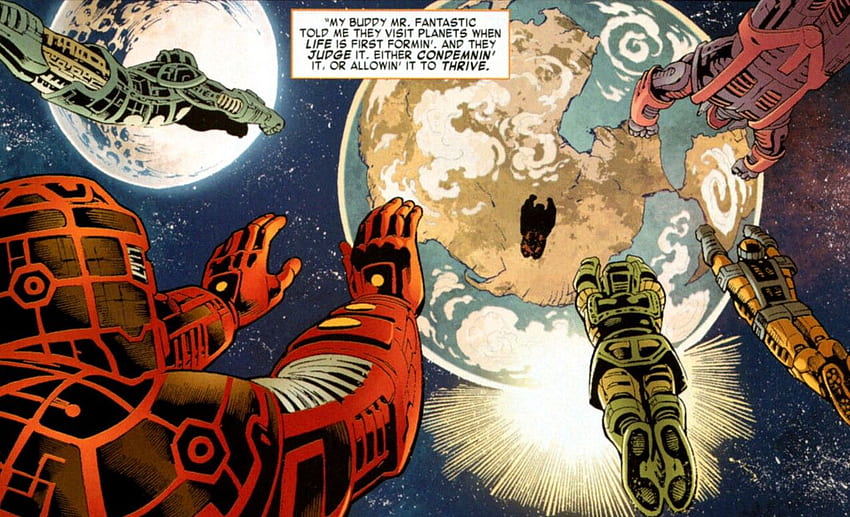 "MY BUDDY MR. FANTASTIC
TOLD ME THEY VISIT PLANETS WHEN
LIFE IS FIRST FORMIN'. AND THEY
JUDGE IT. EITHER CONDEMNIN'
IT, OR ALLOWIN' IT TO THRIVE.